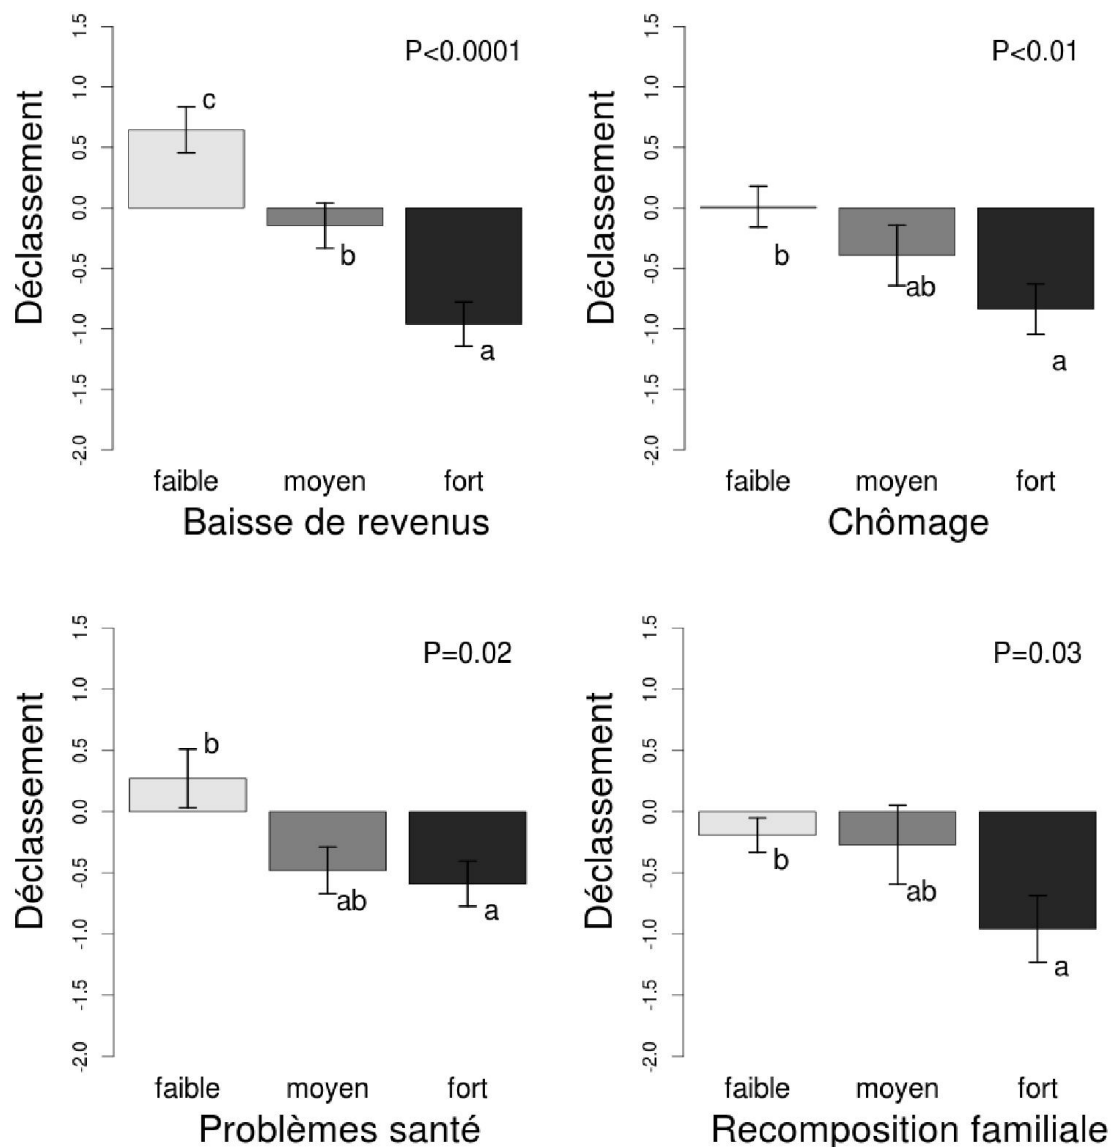 P<0.0001
c
b
a
Déclassement
1.5
1.0
0.5
0.0
-0.5
-1.0
-1.5
-2.0
faible moyen fort
Baisse de revenus
P<0.01
b
ab
a
Déclassement
1.5
1.0
0.5
0.0
-0.5
-1.0
-1.5
-2.0
faible moyen fort
Chômage
P=0.02
b
ab
a
Déclassement
1.5
1.0
0.5
0.0
-0.5
-1.0
-1.5
-2.0
faible moyen fort
Problèmes santé
P=0.03
b
ab
a
Déclassement
1.5
1.0
0.5
0.0
-0.5
-1.0
-1.5
-2.0
faible moyen fort
Recomposition familiale